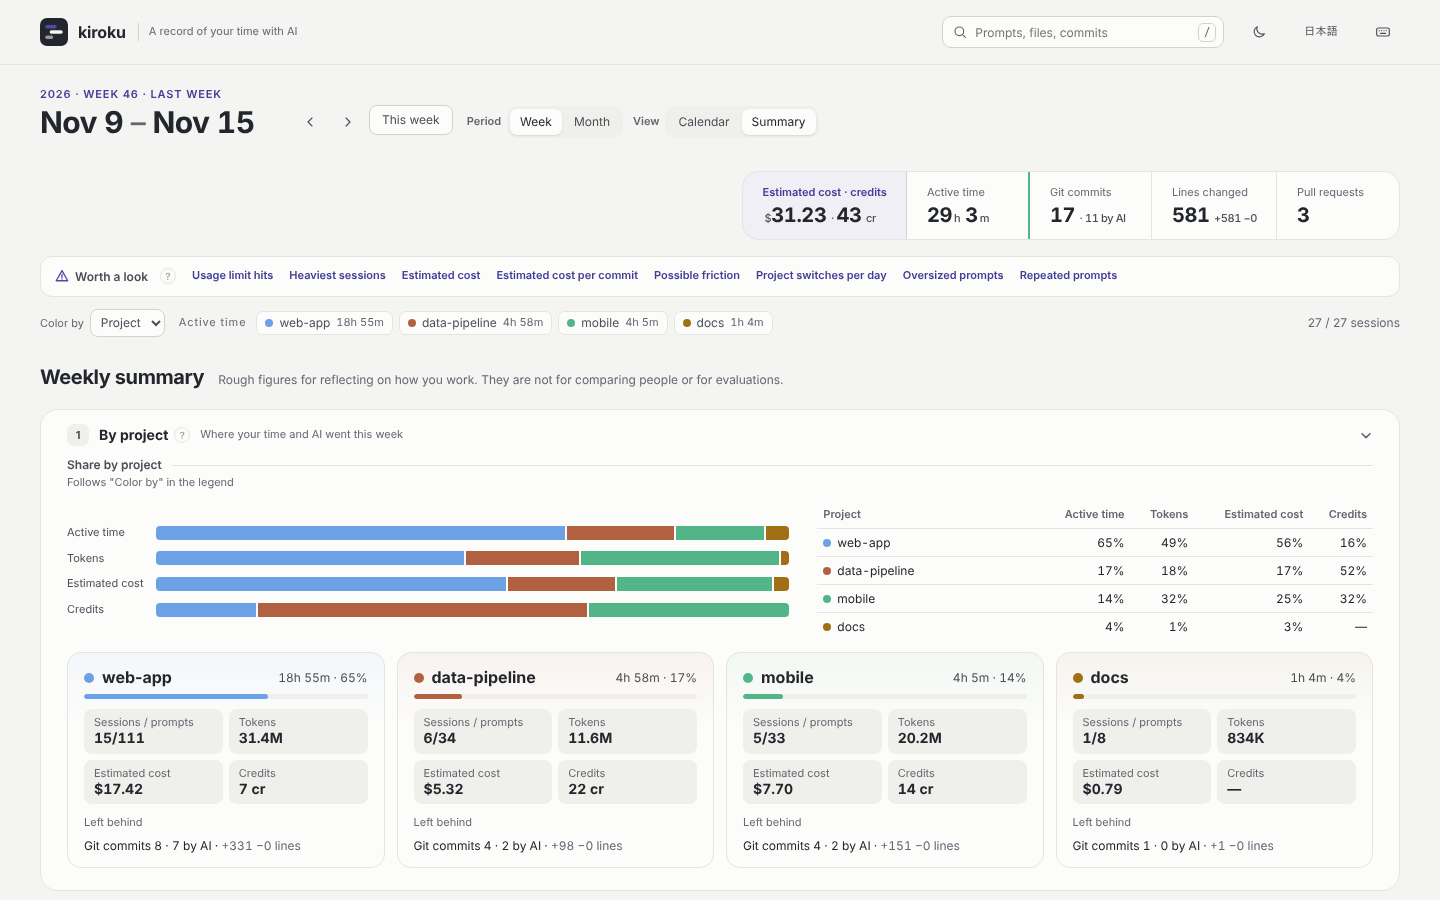 kiroku
A record of your time with AI
Prompts, files, commits
/
日本語
2026 · WEEK 46 · LAST WEEK
Nov 9 – Nov 15
This week
Period
Week
Month
View
Calendar
Summary
Estimated cost · credits
$31.23 · 43 cr
Active time
29h 3m
Git commits
17 · 11 by AI
Lines changed
581 +581 −0
Pull requests
3
Worth a look
?
Usage limit hits
Heaviest sessions
Estimated cost
Estimated cost per commit
Possible friction
Project switches per day
Oversized prompts
Repeated prompts
Color by
Project
Active time
web-app 18h 55m
data-pipeline 4h 58m
mobile 4h 5m
docs 1h 4m
27 / 27 sessions
Weekly summary
Rough figures for reflecting on how you work. They are not for comparing people or for evaluations.
1
By project
?
Where your time and AI went this week
Share by project
Follows "Color by" in the legend
Active time
Tokens
Estimated cost
Credits
Project Active time Tokens Estimated cost Credits
web-app 65% 49% 56% 16%
data-pipeline 17% 18% 17% 52%
mobile 14% 32% 25% 32%
docs 4% 1% 3% —
web-app
18h 55m · 65%
Sessions / prompts
15/111
Tokens
31.4M
Estimated cost
$17.42
Credits
7 cr
Left behind
Git commits 8 · 7 by AI · +331 −0 lines
data-pipeline
4h 58m · 17%
Sessions / prompts
6/34
Tokens
11.6M
Estimated cost
$5.32
Credits
22 cr
Left behind
Git commits 4 · 2 by AI · +98 −0 lines
mobile
4h 5m · 14%
Sessions / prompts
5/33
Tokens
20.2M
Estimated cost
$7.70
Credits
14 cr
Left behind
Git commits 4 · 2 by AI · +151 −0 lines
docs
1h 4m · 4%
Sessions / prompts
1/8
Tokens
834K
Estimated cost
$0.79
Credits
—
Left behind
Git commits 1 · 0 by AI · +1 −0 lines